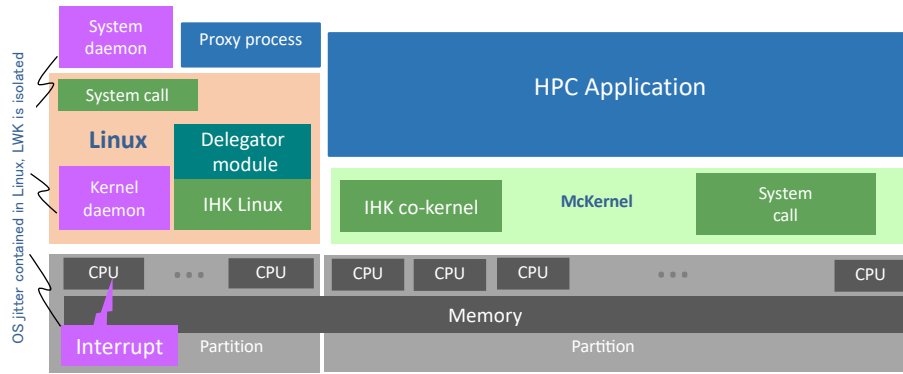 OS jitter contained in Linux, LWK is isolated
System
daemon
Proxy process
HPC Application
System call
Linux
Delegator
module
Kernel
daemon
IHK Linux
IHK co-kernel
McKernel
System
call
CPU
...
CPU
CPU
CPU
CPU
...
CPU
Memory
Interrupt
Partition
Partition